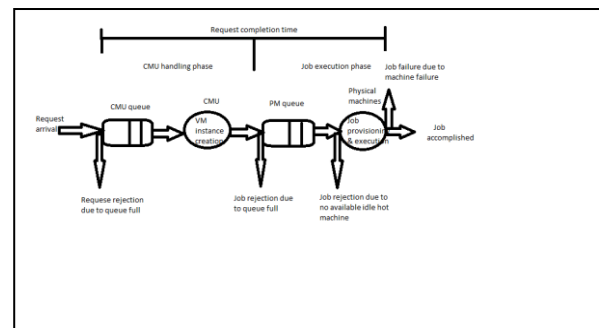 Request completion time
CMU handling phase
Job execution phase
Job failure due to
machine failure
Physical
machines
CMU queue
CMU
PM queue
Request
arrival
VM
instance
creation
Job
provisionin
& execution
Job
accomplished
Requese rejection
due to queue full
Job rejection due
to queue full
Job rejection due to
no available idle hot
machine